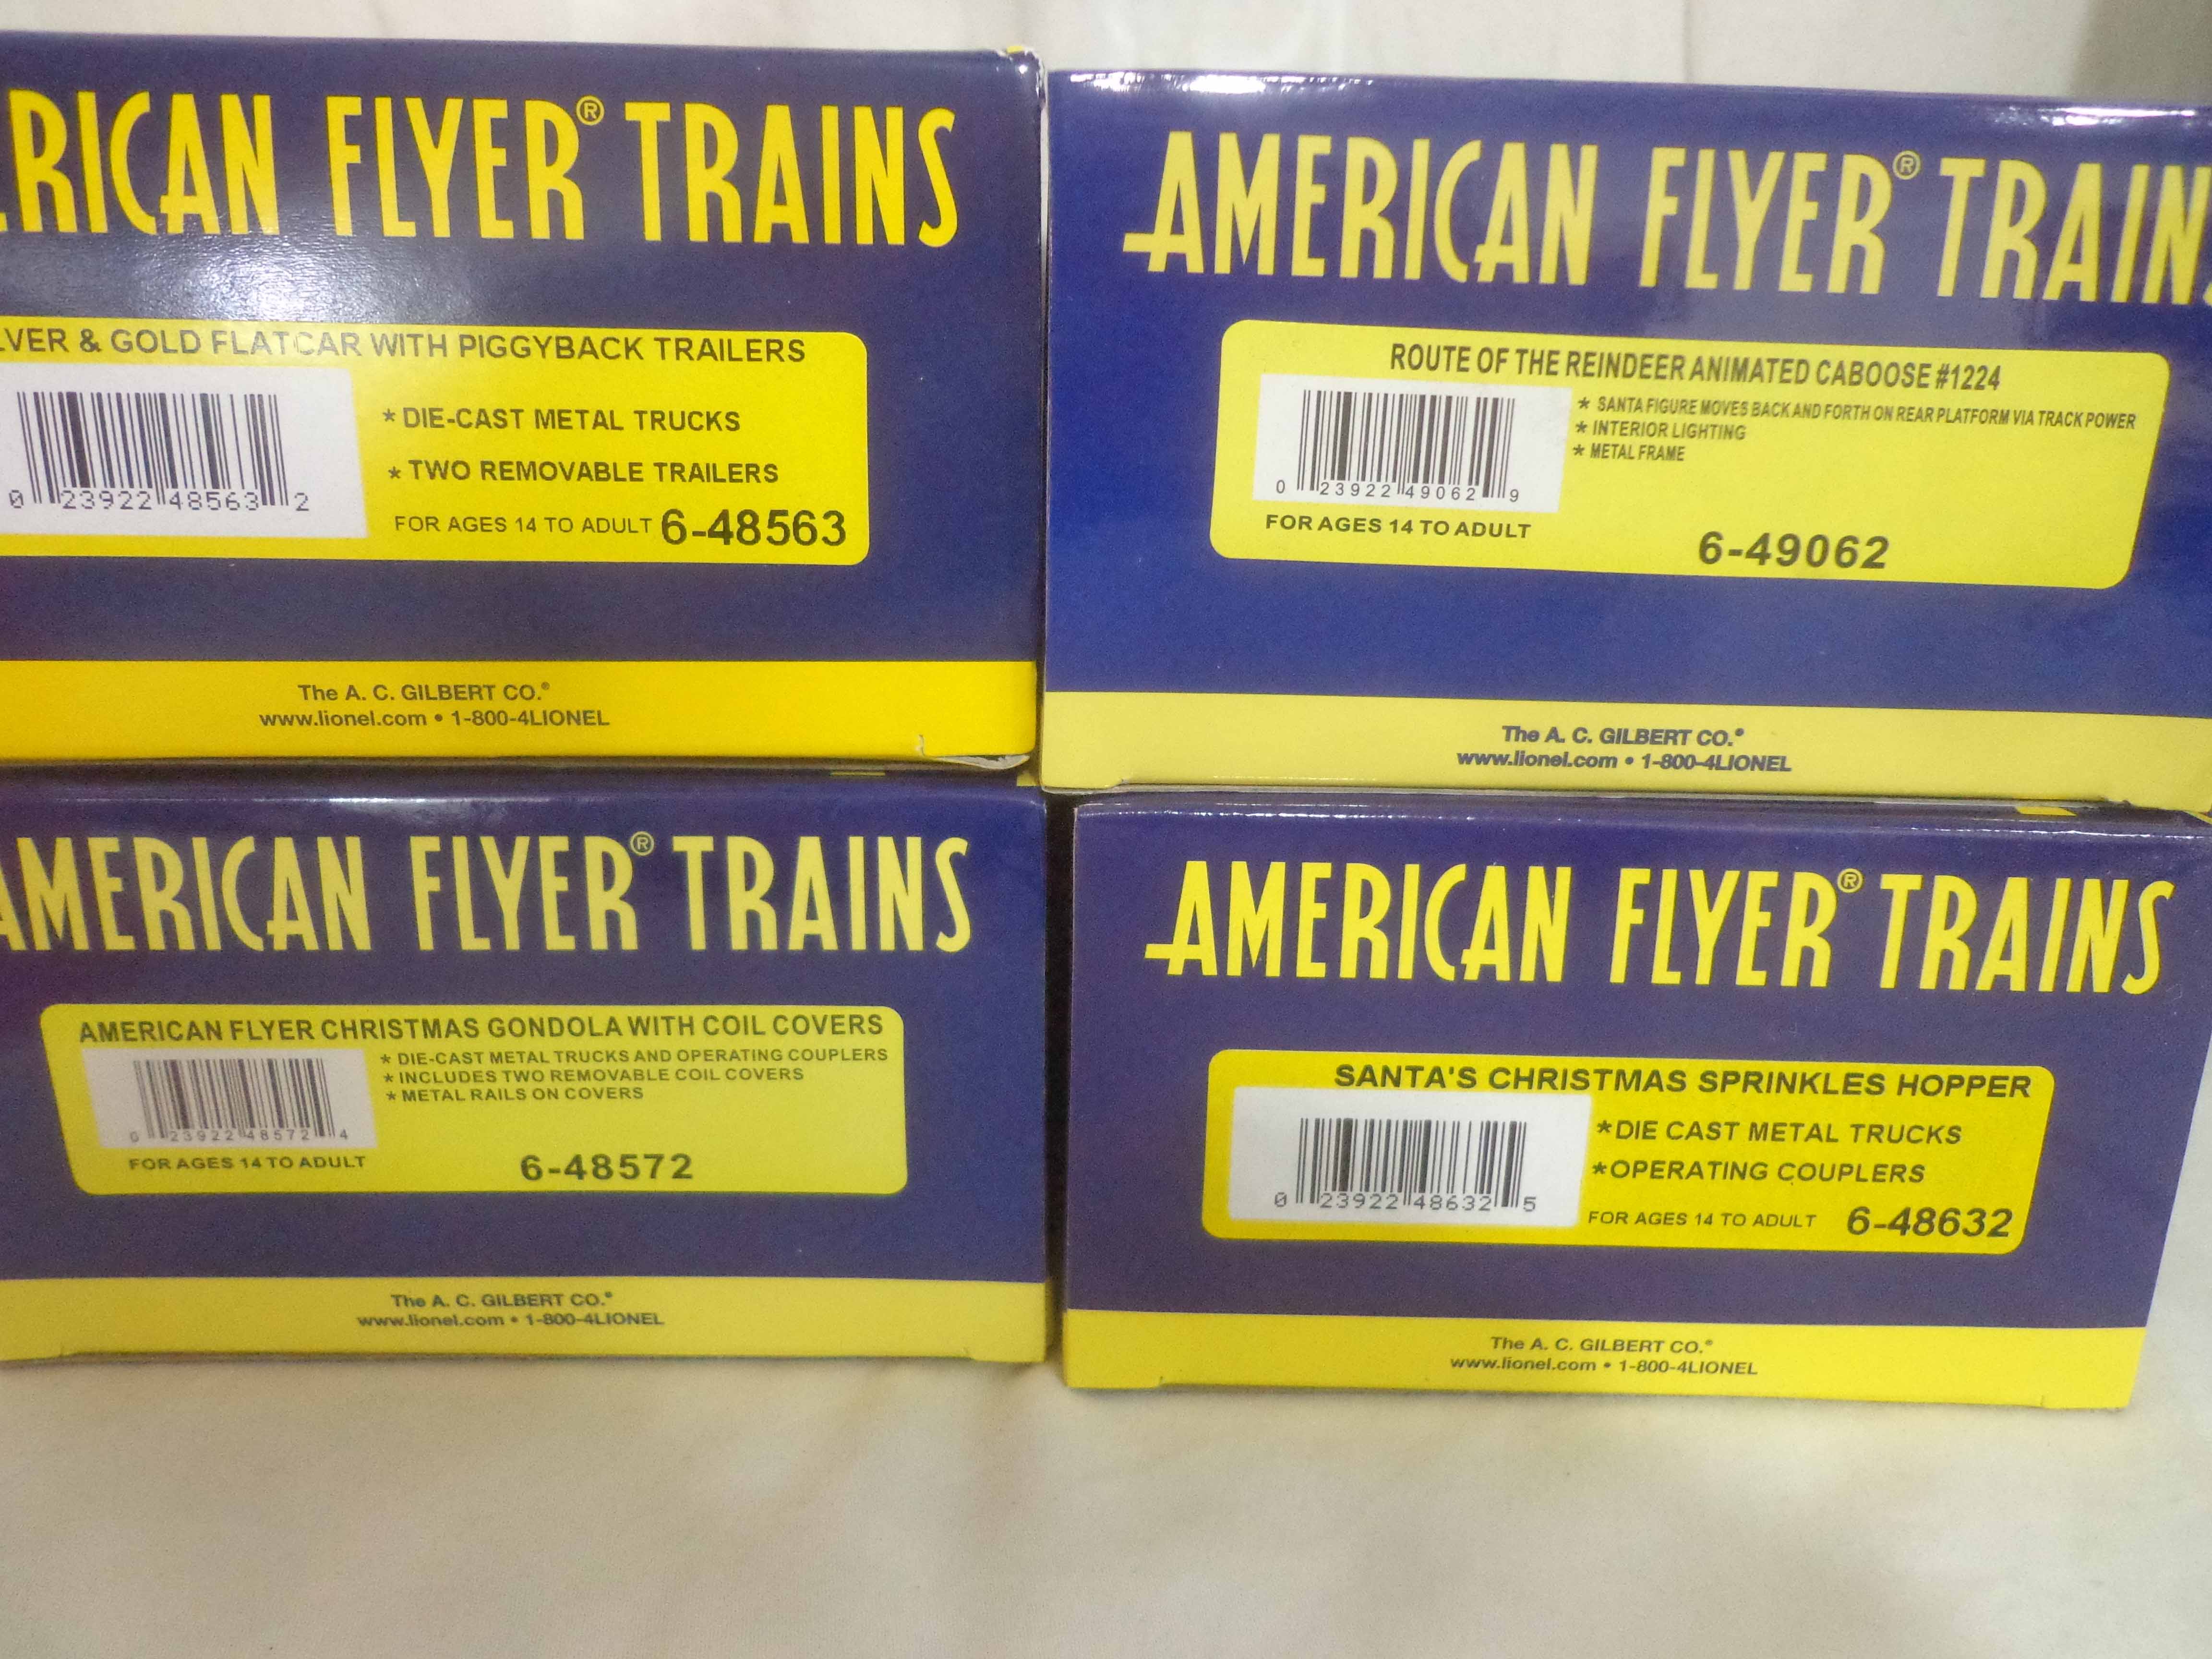 RICAN FLYER® TRAINS
LVER & GOLD FLATCAR WITH PIGGYBACK TRAILERS
* DIE-CAST METAL TRUCKS
* TWO REMOVABLE TRAILERS
0 23922 48563 2
FOR AGES 14 TO ADULT 6-48563
The A. C. GILBERT CO.®
www.lionel.com • 1-800-4LIONEL
AMERICAN FLYER® TRAINS
ROUTE OF THE REINDEER ANIMATED CABOOSE #1224
* SANTA FIGURE MOVES BACK AND FORTH ON REAR PLATFORM VIA TRACK POWER
* INTERIOR LIGHTING
* METAL FRAME
0 23922 49062 9
FOR AGES 14 TO ADULT
6-49062
The A. C. GILBERT CO.®
www.lionel.com • 1-800-4LIONEL
AMERICAN FLYER® TRAINS
AMERICAN FLYER CHRISTMAS GONDOLA WITH COIL COVERS
* DIE-CAST METAL TRUCKS AND OPERATING COUPLERS
* INCLUDES TWO REMOVABLE COIL COVERS
* METAL RAILS ON COVERS
0 23922 48572 4
FOR AGES 14 TO ADULT
6-48572
The A. C. GILBERT CO.®
www.lionel.com • 1-800-4LIONEL
AMERICAN FLYER® TRAINS
SANTA'S CHRISTMAS SPRINKLES HOPPER
*DIE CAST METAL TRUCKS
*OPERATING COUPLERS
0 23922 48632 5
FOR AGES 14 TO ADULT 6-48632
The A. C. GILBERT CO.®
www.lionel.com • 1-800-4LIONEL